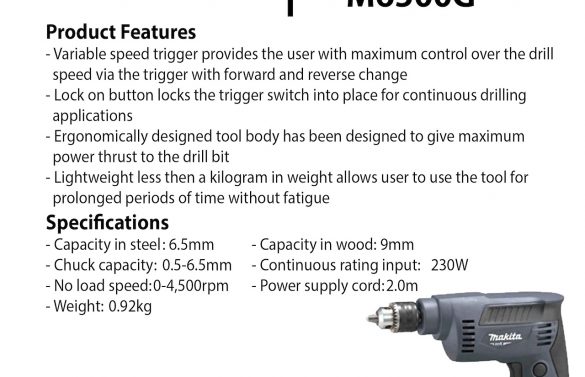 M6500G
Product Features
- Variable speed trigger provides the user with maximum control over the drill
speed via the trigger with forward and reverse change
- Lock on button locks the trigger switch into place for continuous drilling
applications
- Ergonomically designed tool body has been designed to give maximum
power thrust to the drill bit
- Lightweight less then a kilogram in weight allows user to use the tool for
prolonged periods of time without fatigue
Specifications
- Capacity in steel: 6.5mm - Capacity in wood: 9mm
- Chuck capacity: 0.5-6.5mm - Continuous rating input: 230W
- No load speed:0-4,500rpm - Power supply cord:2.0m
- Weight: 0.92kg
makita